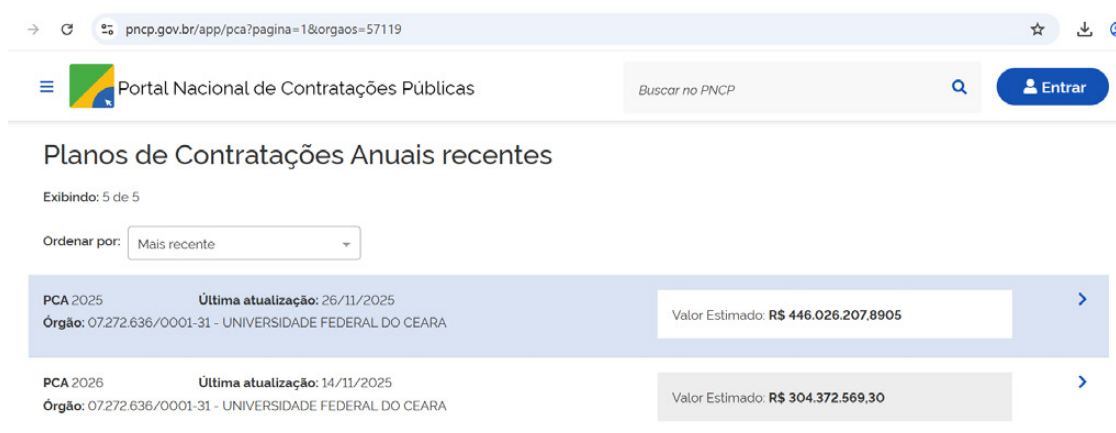 pncp.gov.br/app/pca?pagina=1&orgaos=57119
Portal Nacional de Contratações Públicas
Buscar no PNCP
Entrar
Planos de Contratações Anuais recentes
Exibindo: 5 de 5
Ordenar por: Mais recente
PCA 2025 Última atualização: 26/11/2025
Órgão: 07.272.636/0001-31 - UNIVERSIDADE FEDERAL DO CEARA
Valor Estimado: R$ 446.026.207,8905
PCA 2026 Última atualização: 14/11/2025
Órgão: 07.272.636/0001-31 - UNIVERSIDADE FEDERAL DO CEARA
Valor Estimado: R$ 304.372.569,30